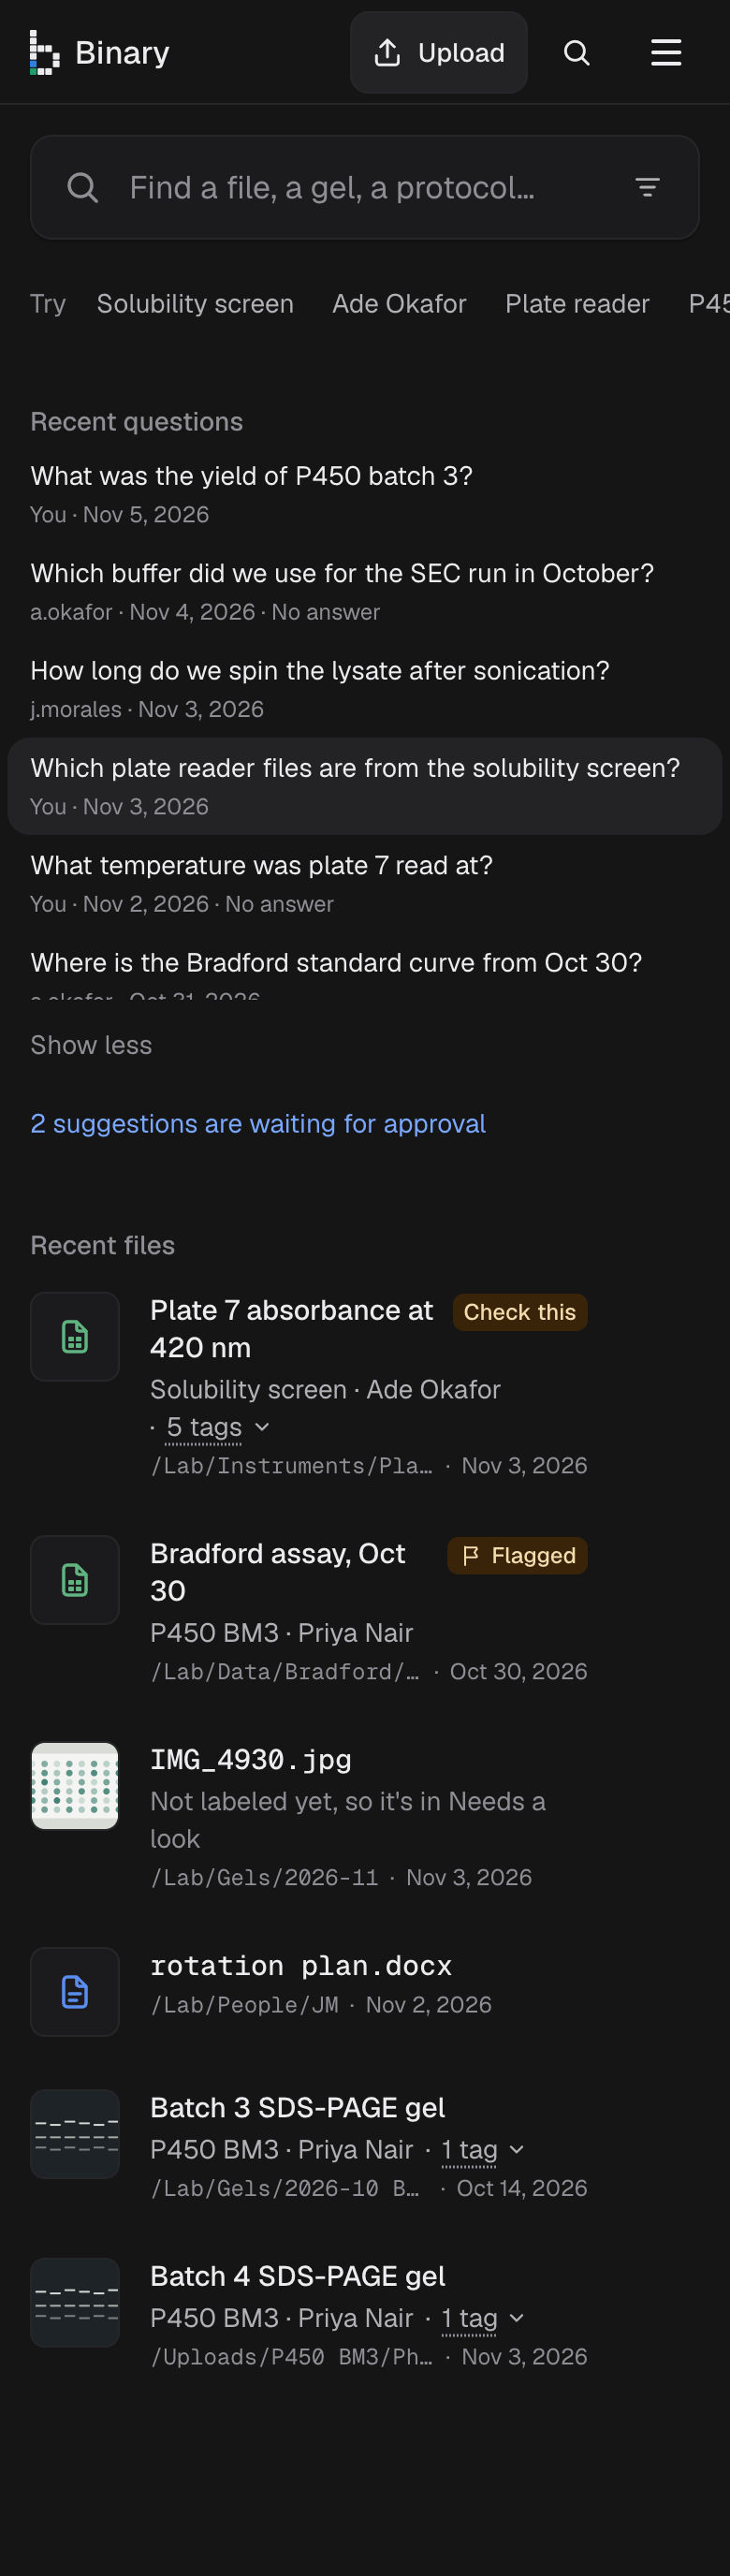 Binary
Upload
Find a file, a gel, a protocol...
Try Solubility screen Ade Okafor Plate reader P45
Recent questions
What was the yield of P450 batch 3?
You · Nov 5, 2026
Which buffer did we use for the SEC run in October?
a.okafor · Nov 4, 2026 · No answer
How long do we spin the lysate after sonication?
j.morales · Nov 3, 2026
Which plate reader files are from the solubility screen?
You · Nov 3, 2026
What temperature was plate 7 read at?
You · Nov 2, 2026 · No answer
Where is the Bradford standard curve from Oct 30?
a.okafor · Oct 31, 2026
Show less
2 suggestions are waiting for approval
Recent files
Plate 7 absorbance at Check this
420 nm
Solubility screen · Ade Okafor
· 5 tags
/Lab/Instruments/Pla… · Nov 3, 2026
Bradford assay, Oct Flagged
30
P450 BM3 · Priya Nair
/Lab/Data/Bradford/… · Oct 30, 2026
IMG_4930.jpg
Not labeled yet, so it's in Needs a
look
/Lab/Gels/2026-11 · Nov 3, 2026
rotation plan.docx
/Lab/People/JM · Nov 2, 2026
Batch 3 SDS-PAGE gel
P450 BM3 · Priya Nair · 1 tag
/Lab/Gels/2026-10 B… · Oct 14, 2026
Batch 4 SDS-PAGE gel
P450 BM3 · Priya Nair · 1 tag
/Uploads/P450 BM3/Ph… · Nov 3, 2026